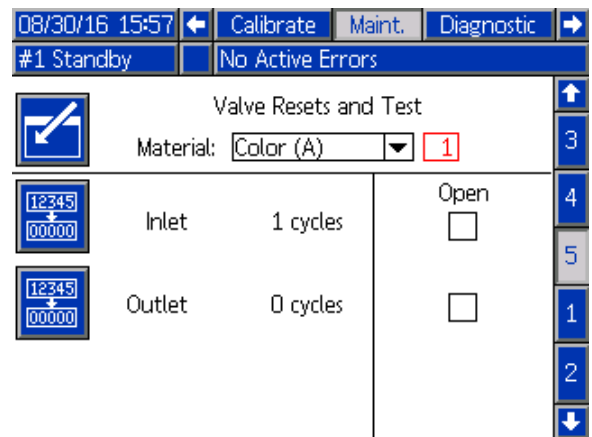 08/30/16 15:57 Calibrate Maint. Diagnostic
#1 Standby No Active Errors
Valve Resets and Test
Material: Color (A) 1
3
12345
00000
Inlet 1 cycles Open
4
5
12345
00000
Outlet 0 cycles
1
2